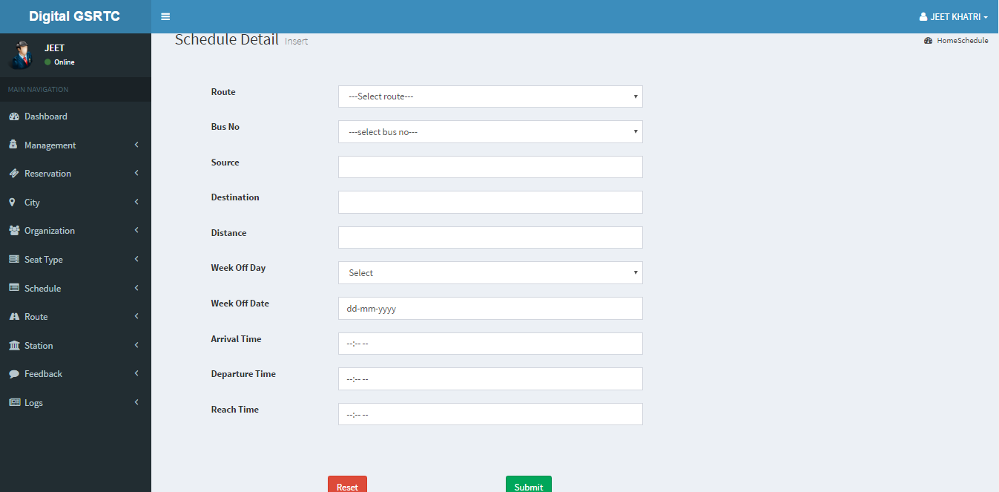 Digital GSRTC
JEET KHATRI
JEET
Online
MAIN NAVIGATION
Dashboard
Management
Reservation
City
Organization
Seat Type
Schedule
Route
Station
Feedback
Logs
Schedule Detail Insert
HomeSchedule
Route ---Select route---
Bus No ---select bus no---
Source
Destination
Distance
Week Off Day Select
Week Off Date dd-mm-yyyy
Arrival Time --:-- --
Departure Time --:-- --
Reach Time --:-- --
Reset Submit